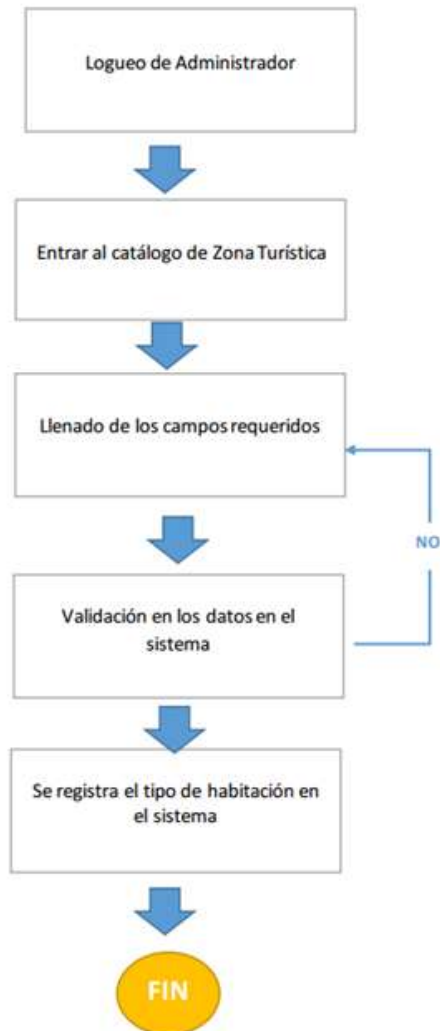 Logueo de Administrador
Entrar al catálogo de Zona Turística
Llenado de los campos requeridos
NO
Validación en los datos en el
sistema
Se registra el tipo de habitación en
el sistema
FIN